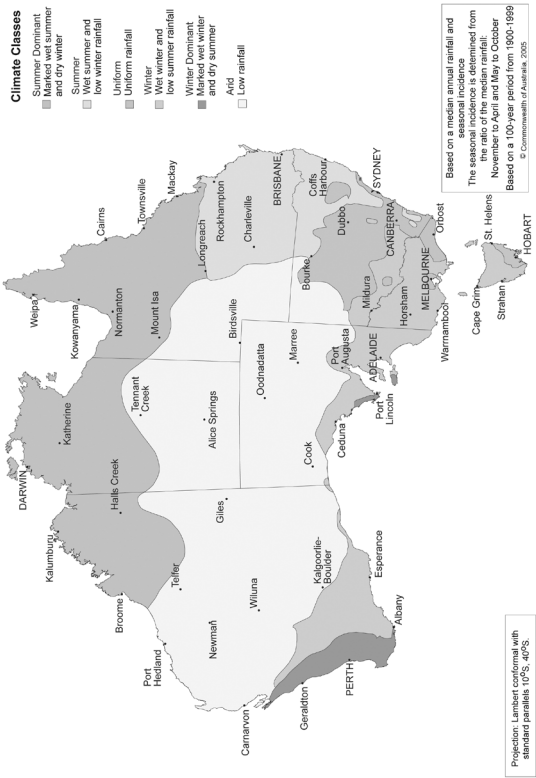 Climate Classes
Summer Dominant
Marked wet summer
and dry winter
Summer
Wet summer and
low winter rainfall
Uniform
Uniform rainfall
Winter
Wet winter and
low summer rainfall
Winter Dominant
Marked wet winter
and dry summer
Arid
Low rainfall
Weipa
Kowanyama
Cairns
Normanton
Townsville
Mackay
Mount Isa
Longreach
Rockhampton
Charleville
BRISBANE
Birdsville
DARWIN
Katherine
Tennant
Creek
Alice Springs
Kalumburu
Halls Creek
Broome
Port
Hedland
Telfer
Newman
Giles
Wiluna
Carnarvon
Kalgoorlie-
Boulder
Geraldton
PERTH
Esperance
Albany
Oodnadatta
Marree
Cook
Ceduna
Port
Augusta
Port
Lincoln
ADELAIDE
Bourke
Coffs
Harbour
Dubbo
SYDNEY
CANBERRA
Mildura
Horsham
MELBOURNE
Orbost
Warrnambool
Cape Grim
St. Helens
Strahan
HOBART
Based on a median annual rainfall and
seasonal incidence
The seasonal incidence is detemined from
the ratio of the median rainfall:
November to April and May to October
Based on a 100-year period from 1900-1999
© Commonwealth of Australia, 2005
Projection: Lambert conformal with
standard parallels 10°S, 40°S.